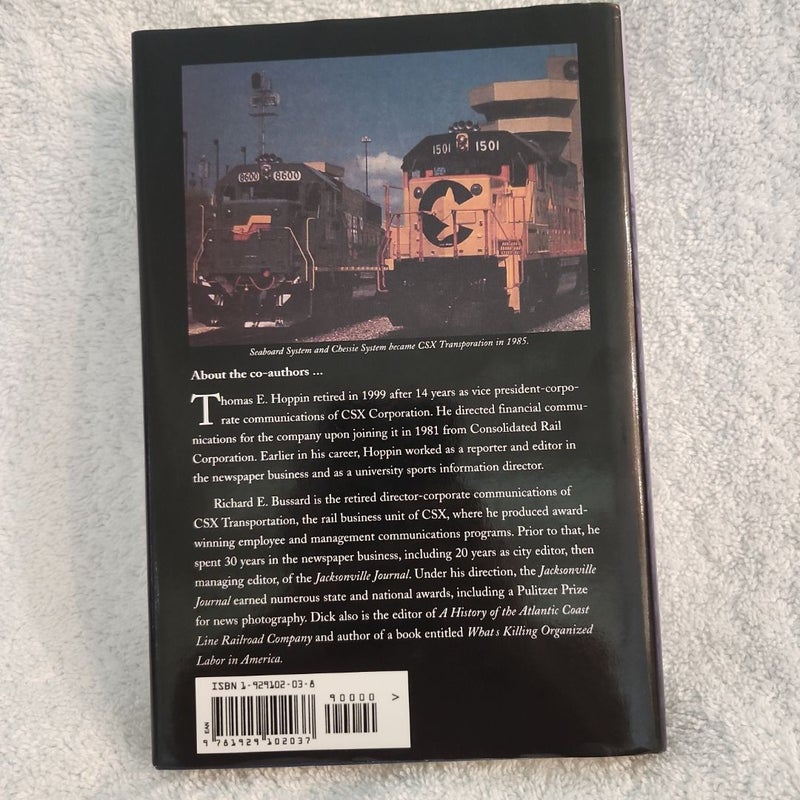 8600 8600
1501 1501
Seaboard System and Chessie System became CSX Transporation in 1985.
About the co-authors ...
Thomas E. Hoppin retired in 1999 after 14 years as vice president-corpo-
rate communications of CSX Corporation. He directed financial commu-
nications for the company upon joining it in 1981 from Consolidated Rail
Corporation. Earlier in his career, Hoppin worked as a reporter and editor in
the newspaper business and as a university sports information director.
Richard E. Bussard is the retired director-corporate communications of
CSX Transportation, the rail business unit of CSX, where he produced award-
winning employee and management communications programs. Prior to that, he
spent 30 years in the newspaper business, including 20 years as city editor, then
managing editor, of the Jacksonville Journal. Under his direction, the Jacksonville
Journal earned numerous state and national awards, including a Pulitzer Prize
for news photography. Dick also is the editor of A History of the Atlantic Coast
Line Railroad Company and author of a book entitled What s Killing Organized
Labor in America.
ISBN 1-929102-03-8
90000 >
EAN
9 781929 102037